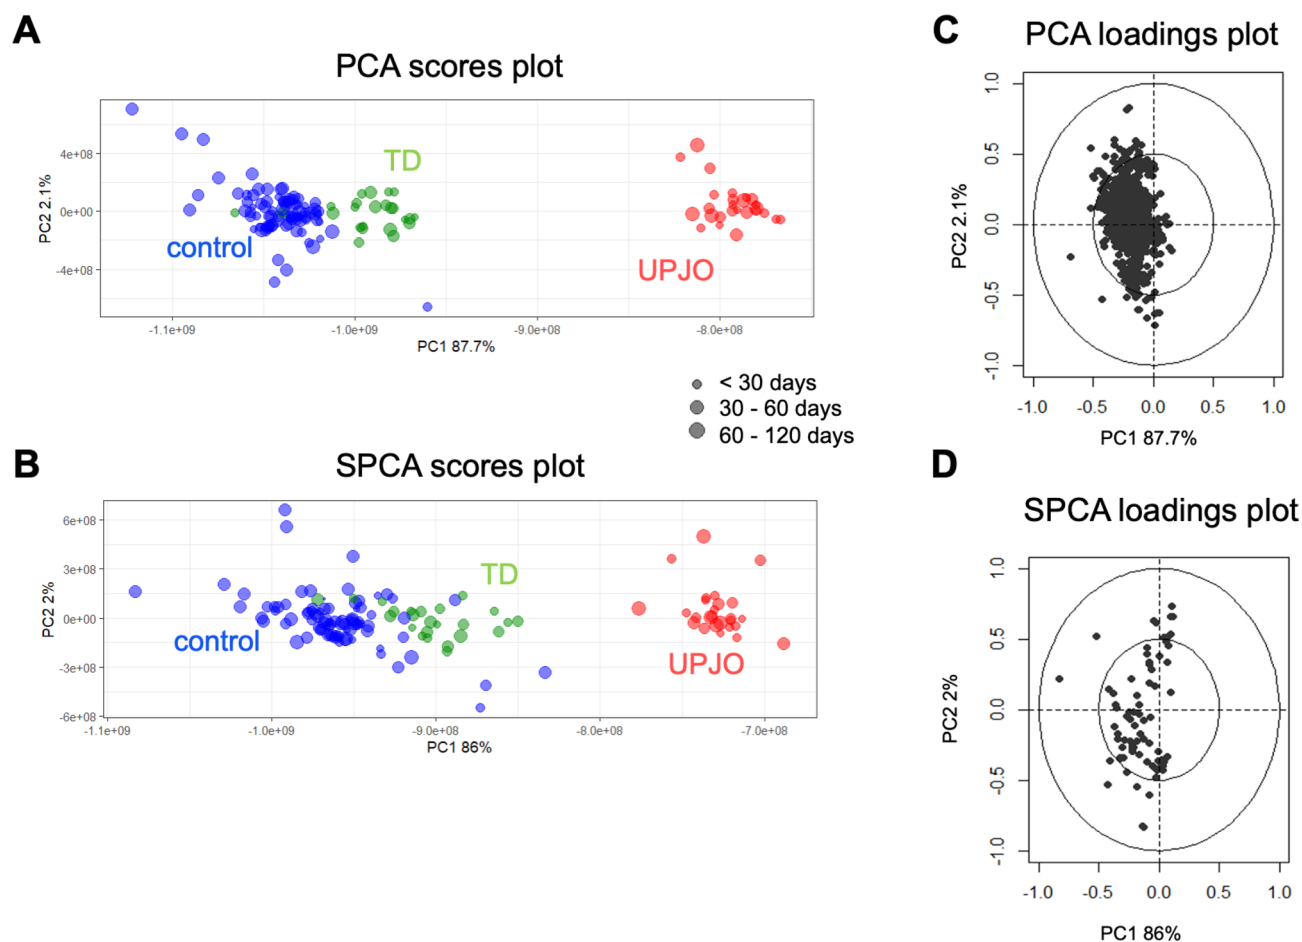 A
PCA scores plot
4e+08
0e+00
-4e+08
PC2 2.1%
TD
control
UPJO
-1.1e+09
-1.0e+09
-9.0e+08
-8.0e+08
PC1 87.7%
< 30 days
30 - 60 days
60 - 120 days
B
SPCA scores plot
6e+08
3e+08
0e+00
-3e+08
-6e+08
PC2 2%
TD
control
UPJO
-1.1e+09
-1.0e+09
-9.0e+08
-8.0e+08
-7.0e+08
PC1 86%
C
PCA loadings plot
1.0
0.5
0.0
-0.5
-1.0
PC2 2.1%
-1.0
-0.5
0.0
0.5
1.0
PC1 87.7%
D
SPCA loadings plot
1.0
0.5
0.0
-0.5
-1.0
PC2 2%
-1.0
-0.5
0.0
0.5
1.0
PC1 86%